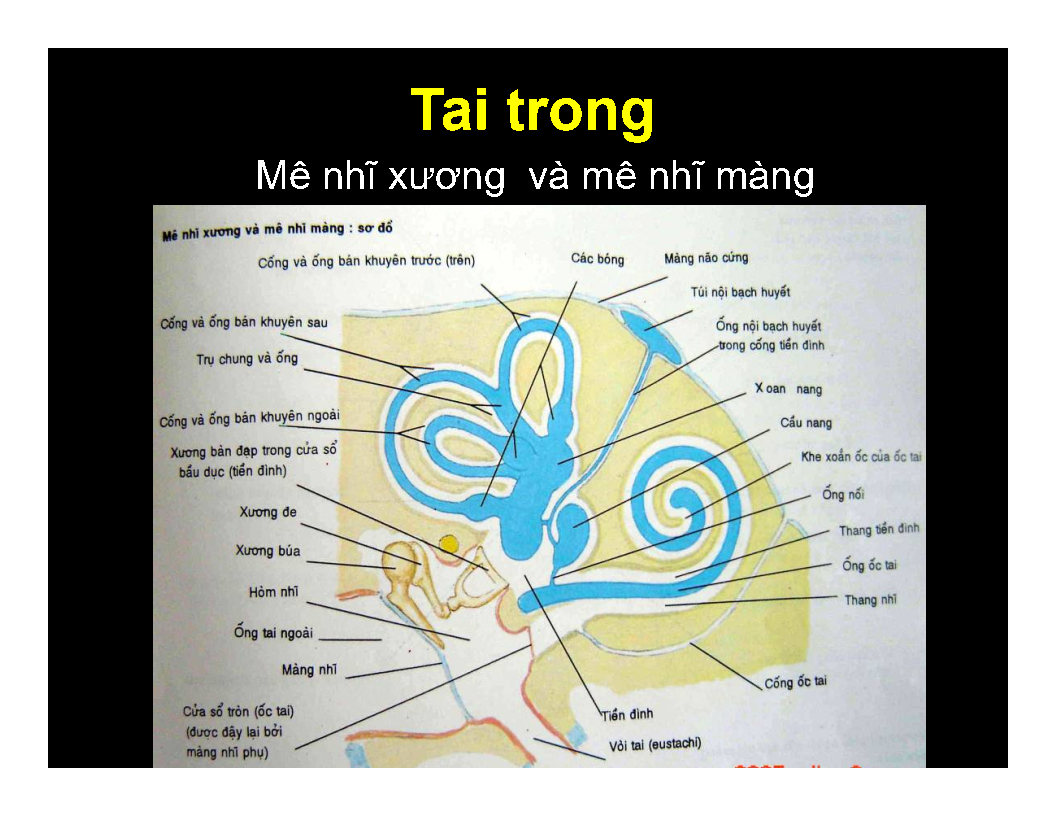 Tai trong
Mê nhĩ xương và mê nhĩ màng
Mê nhĩ xương và mê nhĩ màng : sơ đồ
Cống và ống bán khuyên trước (trên)
Các bóng
Màng não cứng
Túi nội bạch huyết
Ống nội bạch huyết
trong cống tiền đình
Cống và ống bán khuyên sau
Trụ chung và ống
Xoan nang
Cống và ống bán khuyên ngoài
Cầu nang
Xương bàn đạp trong cửa sổ
bầu dục (tiền đình)
Khe xoắn ốc của ốc tai
Ống nối
Xương đe
Thang tiền đình
Xương búa
Ống ốc tai
Hòm nhĩ
Thang nhĩ
Ống tai ngoài
Màng nhĩ
Cống ốc tai
Cửa sổ tròn (ốc tai)
(được đậy lại bởi
màng nhĩ phụ)
Tiền đình
Vòi tai (eustachi)